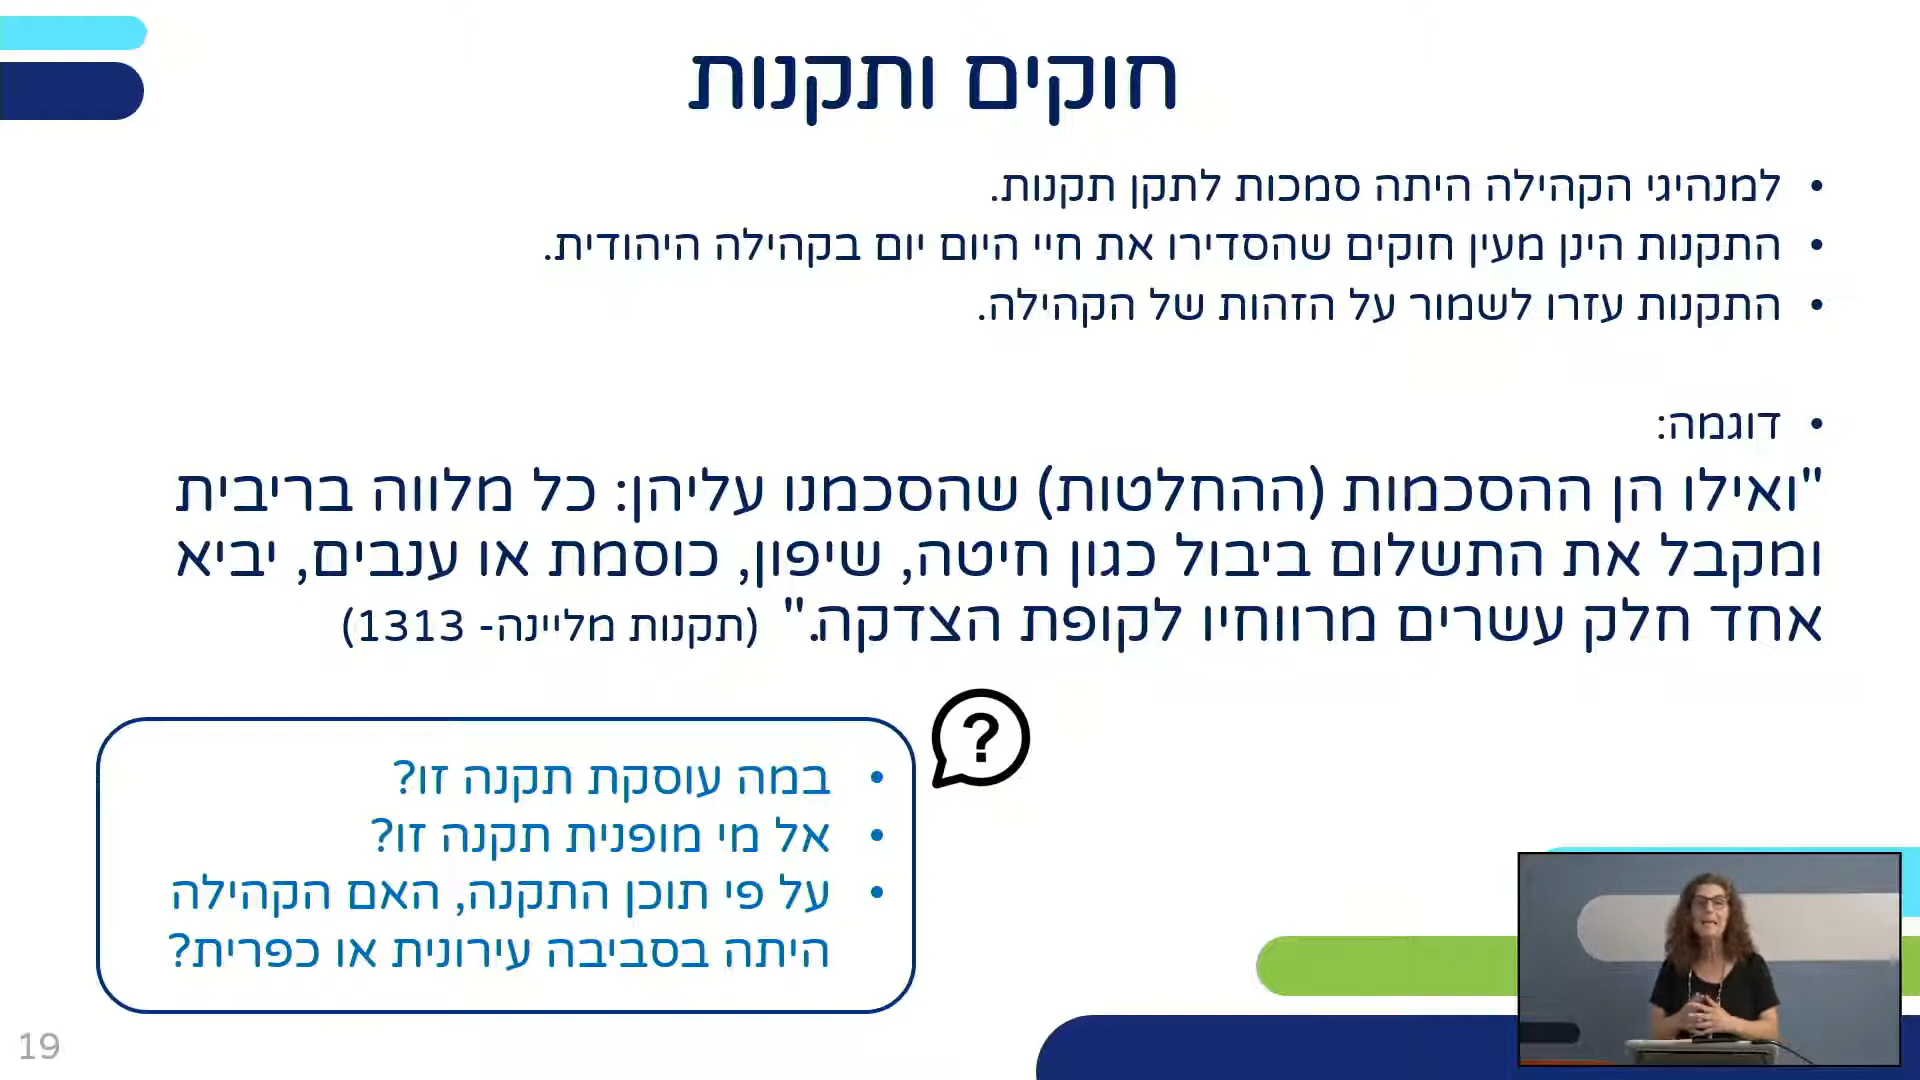 חוקים ותקנות
• למנהיגי הקהילה היתה סמכות לתקן תקנות.
• התקנות הינן מעין חוקים שהסדירו את חיי היום יום בקהילה היהודית.
• התקנות עזרו לשמור על הזהות של הקהילה.
• דוגמה:
"ואילו הן ההסכמות (ההחלטות) שהסכמנו עליהן: כל מלווה בריבית
ומקבל את התשלום ביבול כגון חיטה, שיפון, כוסמת או ענבים, יביא
אחד חלק עשרים מרווחיו לקופת הצדקה." (תקנות מליינה- 1313)
?
• במה עוסקת תקנה זו?
• אל מי מופנית תקנה זו?
• על פי תוכן התקנה, האם הקהילה
היתה בסביבה עירונית או כפרית?
19